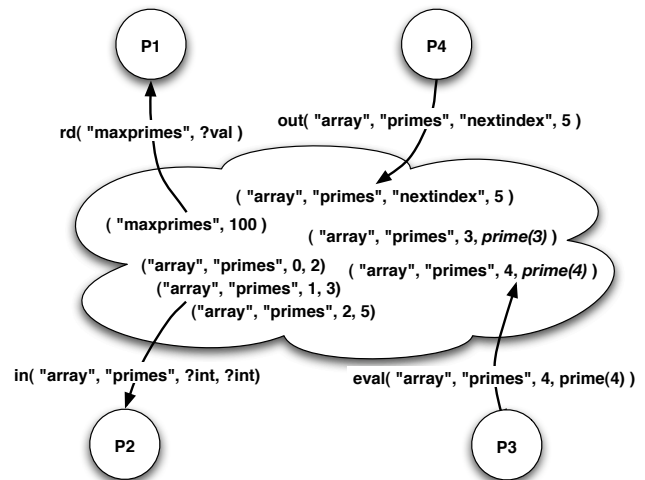 P1
P4
rd( "maxprimes", ?val )
out( "array", "primes", "nextindex", 5 )
( "array", "primes", "nextindex", 5 )
( "maxprimes", 100 )
( "array", "primes", 3, prime(3) )
("array", "primes", 0, 2)
( "array", "primes", 4, prime(4) )
("array", "primes", 1, 3)
("array", "primes", 2, 5)
in( "array", "primes", ?int, ?int)
eval( "array", "primes", 4, prime(4) )
P2
P3